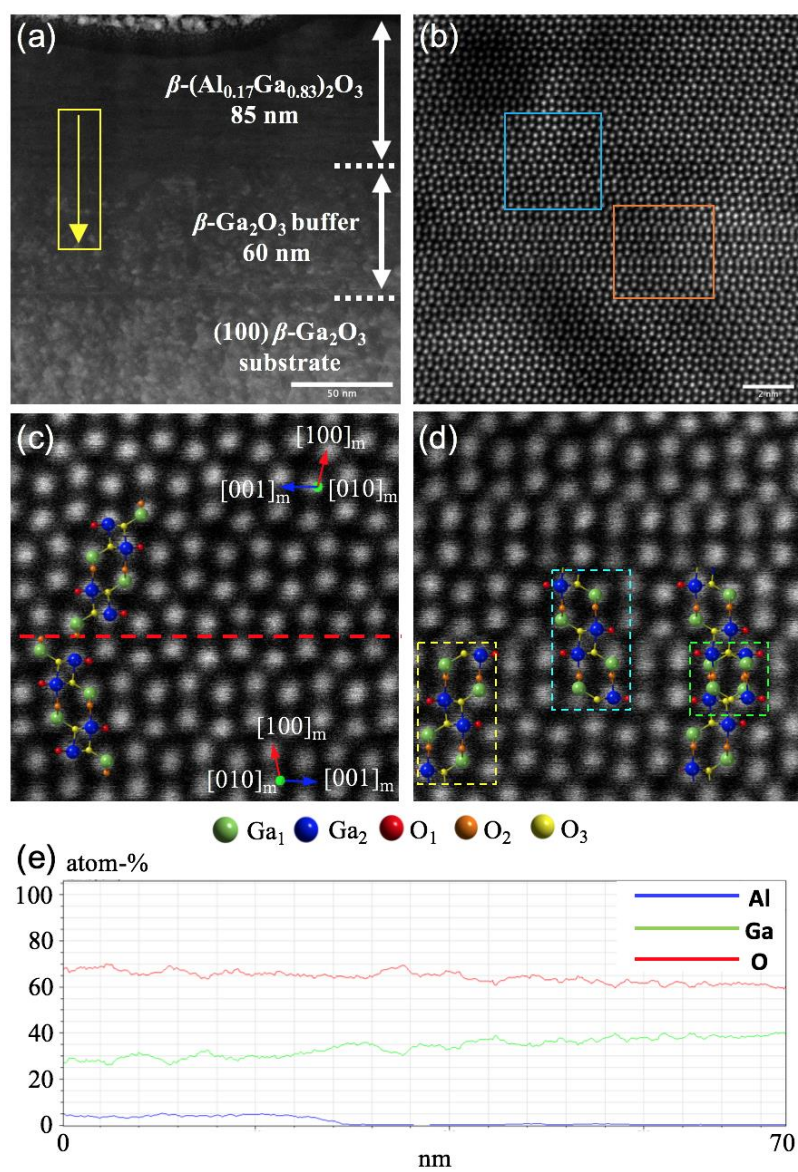 (a)
β-(Al0.17Ga0.83)2O3
85 nm
β-Ga2O3 buffer
60 nm
(100) β-Ga2O3
substrate
50 nm
(b)
2 nm
(c)
[100]m
[001]m
[010]m
[100]m
[010]m
[001]m
(d)
Ga1
Ga2
O1
O2
O3
(e)
atom-%
100
80
60
40
20
0
Al
Ga
O
0
70
nm